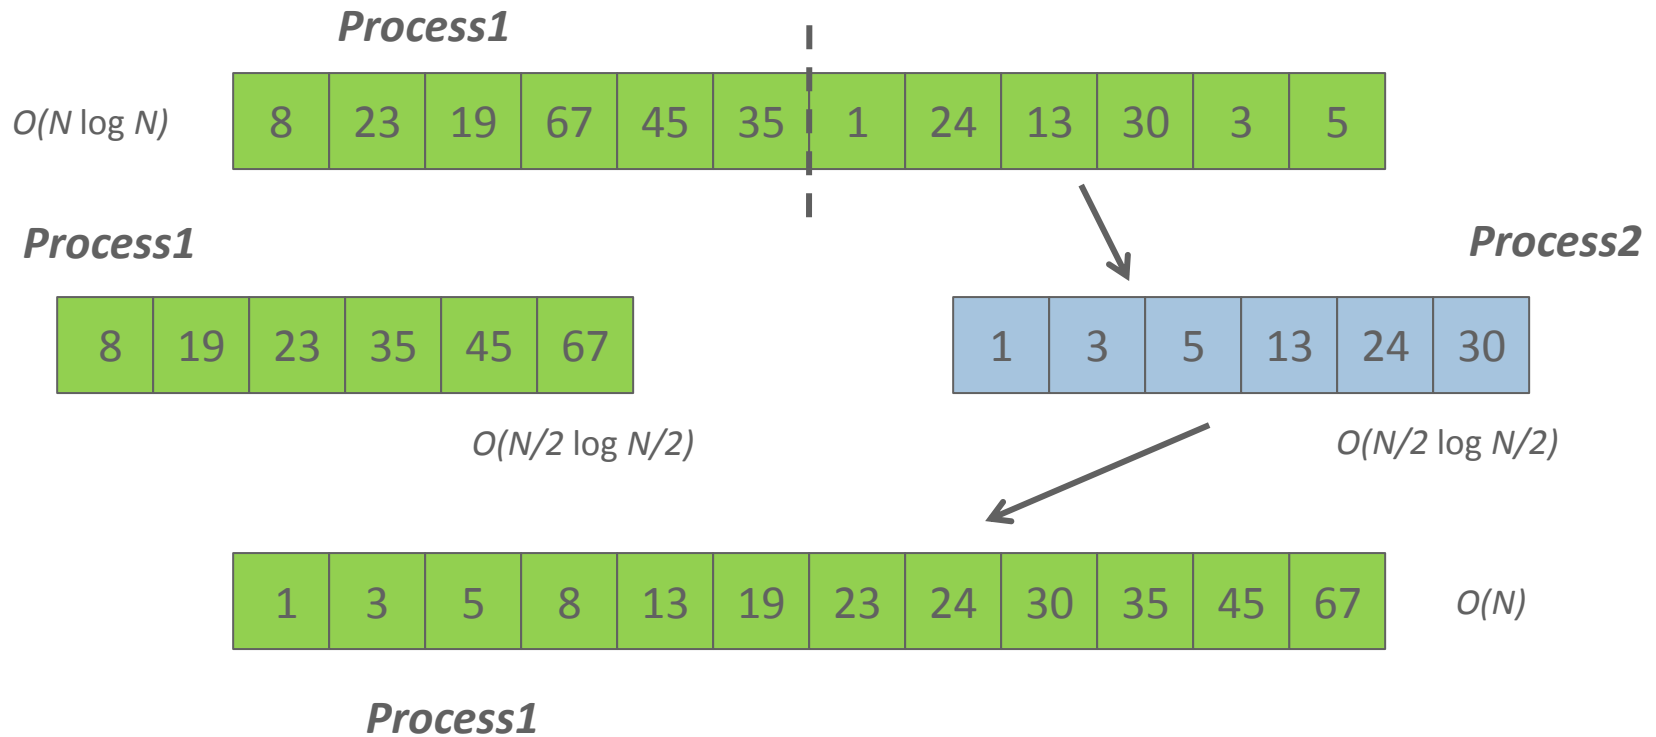 Process1
O(N log N) 8 23 19 67 45 35 1 24 13 30 3 5
Process1 Process2
8 19 23 35 45 67 1 3 5 13 24 30
O(N/2 log N/2) O(N/2 log N/2)
1 3 5 8 13 19 23 24 30 35 45 67 O(N)
Process1